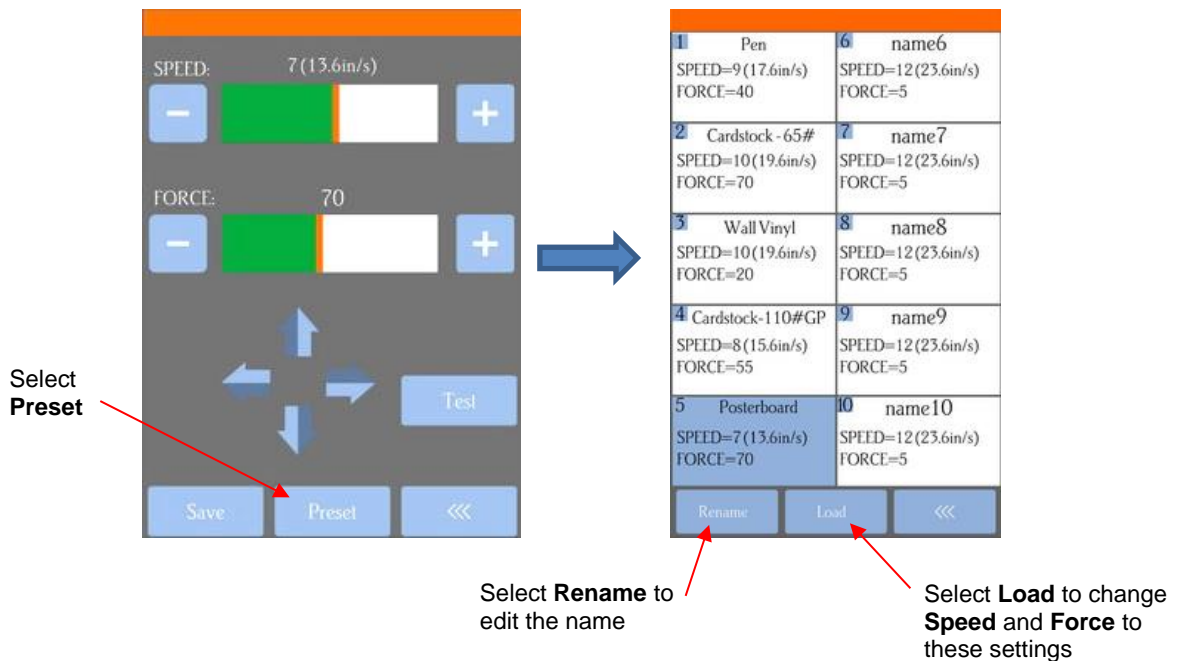 SPEED: 7(13.6in/s)
FORCE: 70
Test
Save Preset <<<
Select
Preset
1 Pen
SPEED=9(17.6in/s)
FORCE=40
6 name6
SPEED=12(23.6in/s)
FORCE=5
2 Cardstock - 65#
SPEED=10(19.6in/s)
FORCE=70
7 name7
SPEED=12(23.6in/s)
FORCE=5
3 Wall Vinyl
SPEED=10(19.6in/s)
FORCE=20
8 name8
SPEED=12(23.6in/s)
FORCE=5
4 Cardstock-110#GP
SPEED=8(15.6in/s)
FORCE=55
9 name9
SPEED=12(23.6in/s)
FORCE=5
5 Posterboard
SPEED=7(13.6in/s)
FORCE=70
10 name10
SPEED=12(23.6in/s)
FORCE=5
Rename Load <<<
Select Rename to
edit the name
Select Load to change
Speed and Force to
these settings